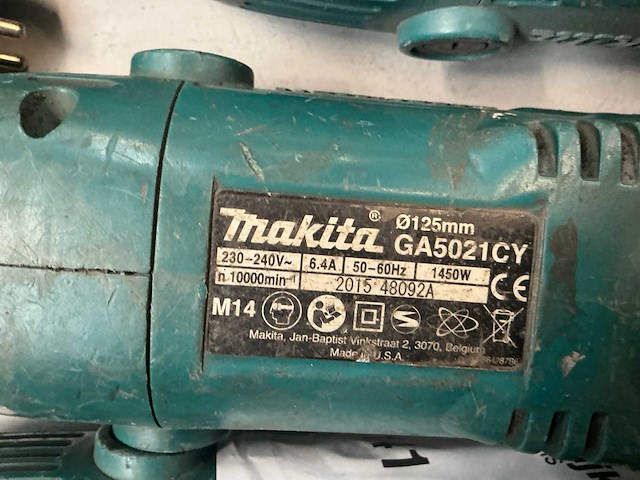 makita ® Ø125mm
GA5021CY
230-240V~ 6.4A 50-60Hz 1450W
n 10000min⁻¹ 2015 48092A
CE
M14
Makita, Jan-Baptist Vinkstraat 2, 3070, Belgium
Made in U.S.A.